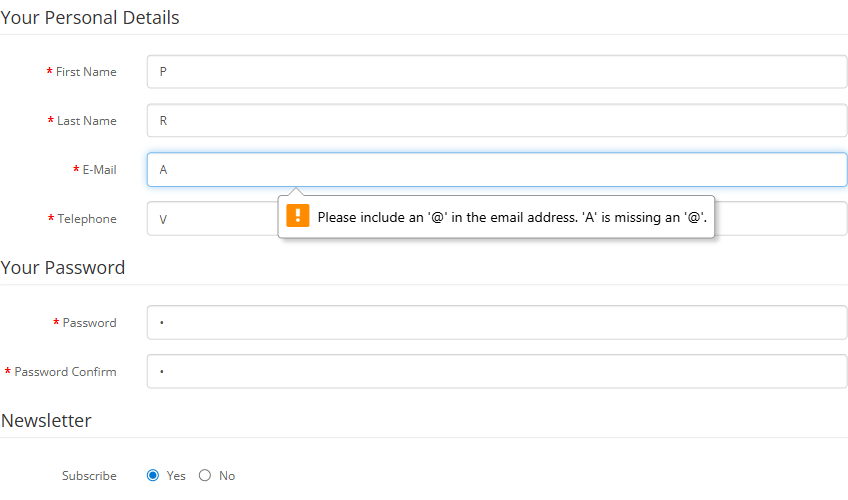 Your Personal Details
* First Name P
* Last Name R
* E-Mail A
Please include an '@' in the email address. 'A' is missing an '@'.
* Telephone V
Your Password
* Password •
* Password Confirm •
Newsletter
Subscribe Yes No